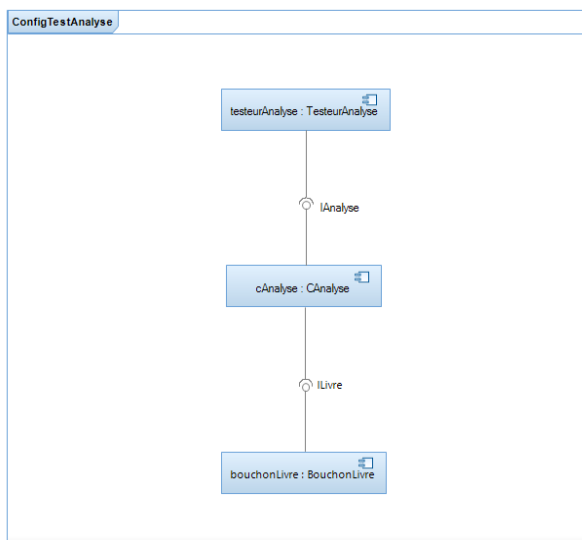 ConfigTestAnalyse
testeurAnalyse : TesteurAnalyse
IAnalyse
cAnalyse : CAnalyse
ILivre
bouchonLivre : BouchonLivre